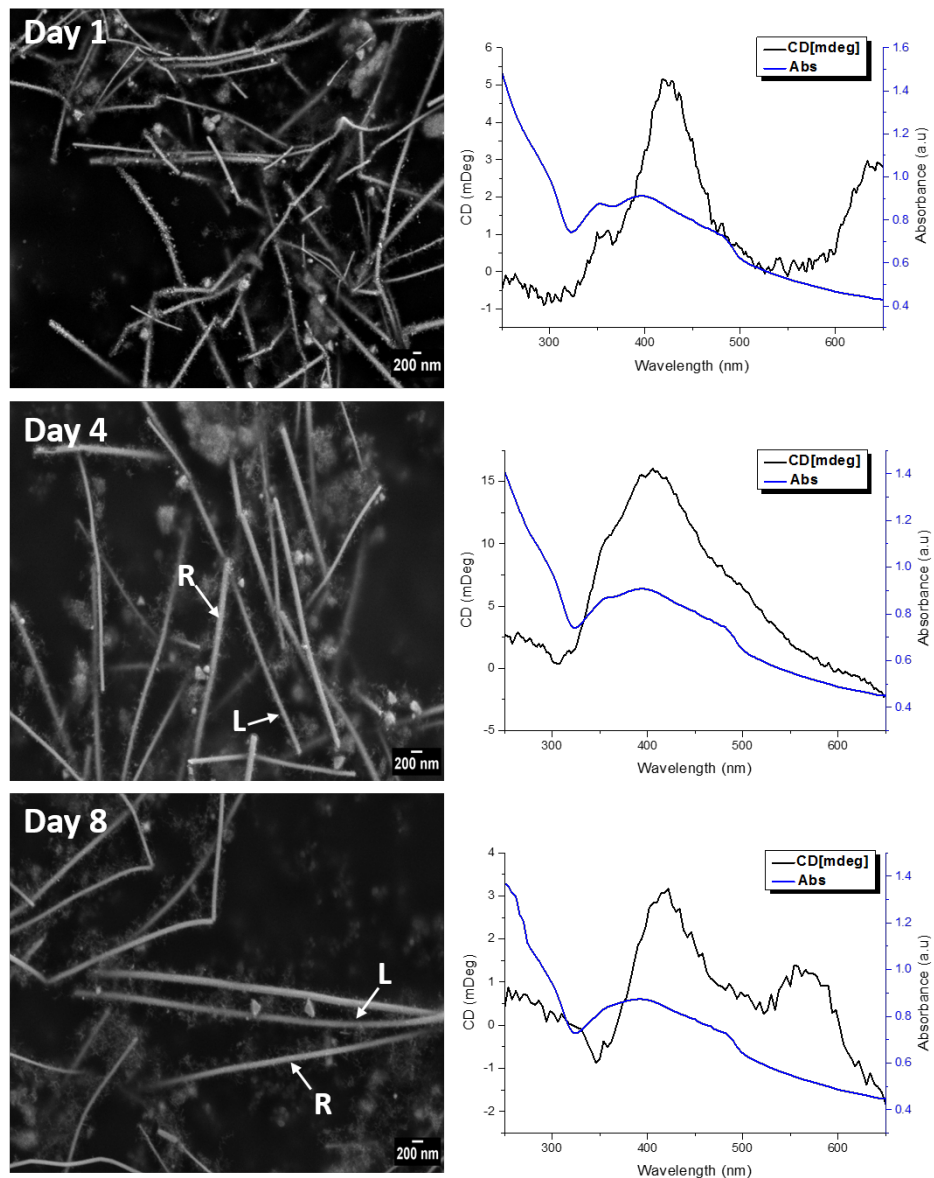 Day 1
200 nm
CD[mdeg]
Abs
CD (mDeg)
6
5
4
3
2
1
0
-1
300
400
500
600
Wavelength (nm)
1.6
1.4
1.2
1.0
0.8
0.6
0.4
Absorbance (a.u)
Day 4
R
L
200 nm
CD[mdeg]
Abs
CD (mDeg)
15
10
5
0
-5
300
400
500
600
Wavelength (nm)
1.4
1.2
1.0
0.8
0.6
0.4
Absorbance (a.u)
Day 8
L
R
200 nm
CD[mdeg]
Abs
CD (mDeg)
4
3
2
1
0
-1
-2
300
400
500
600
Wavelength (nm)
1.4
1.2
1.0
0.8
0.6
0.4
Absorbance (a.u)